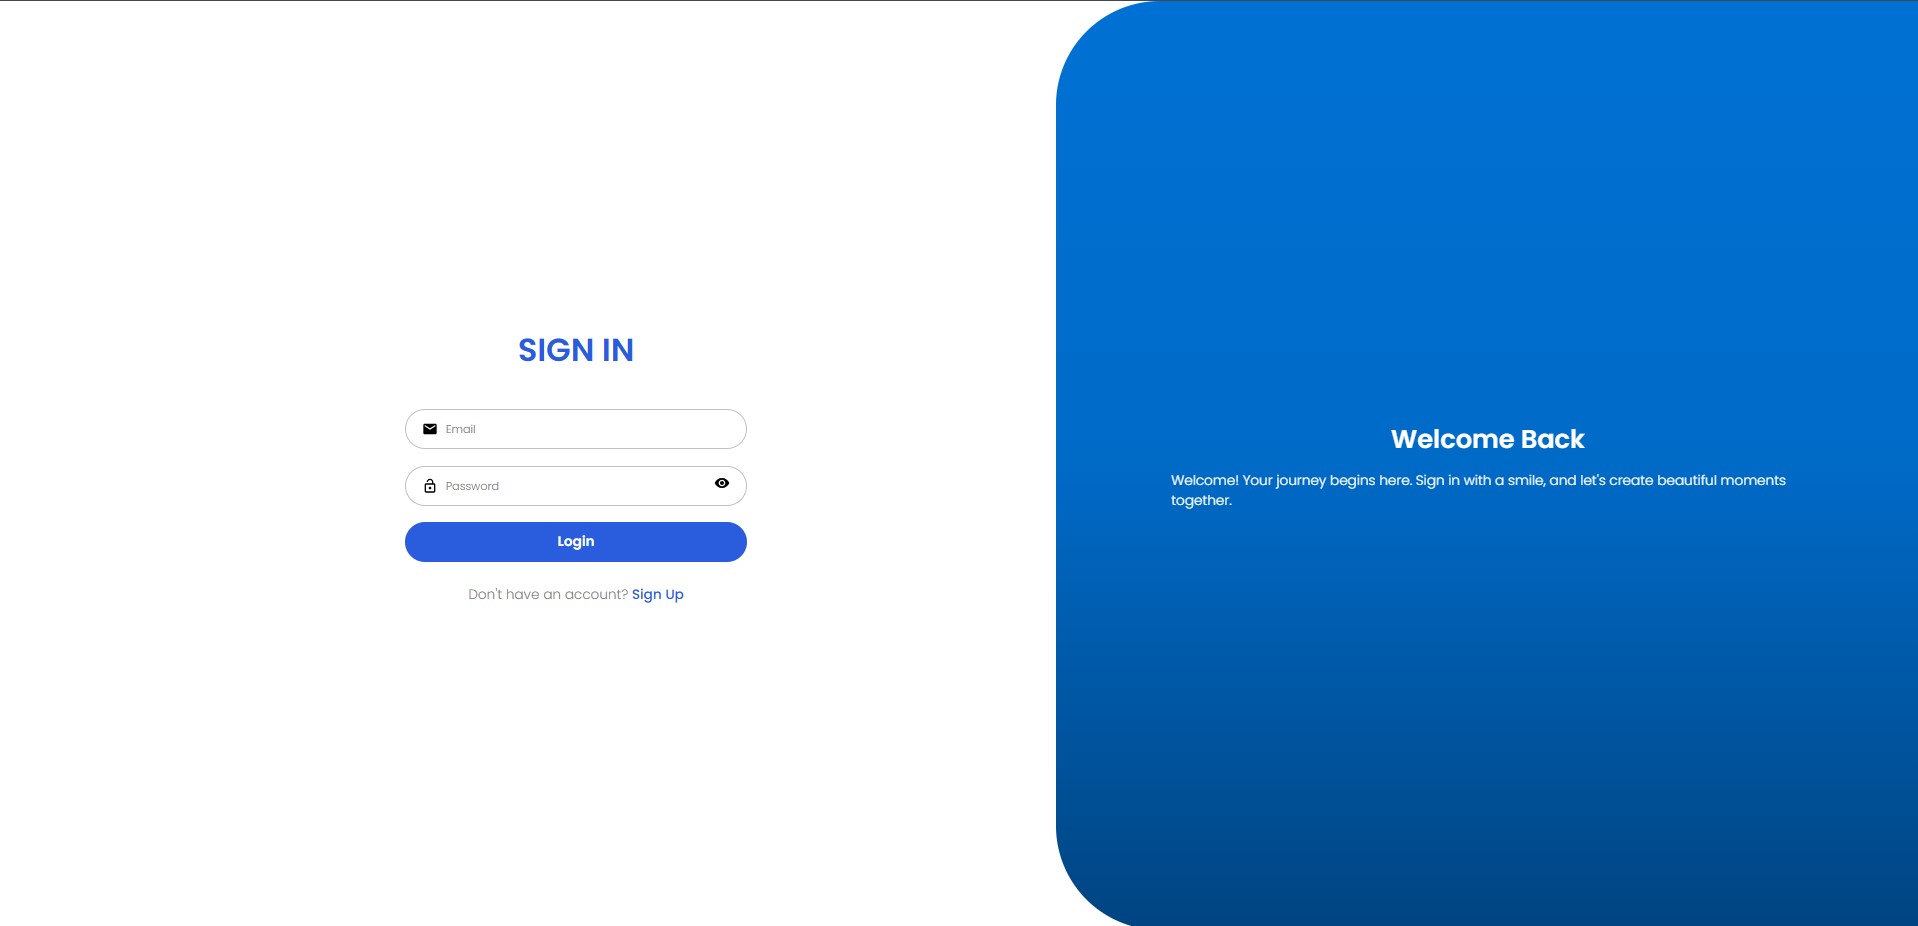 SIGN IN
Email
Password
Login
Don't have an account? Sign Up
Welcome Back
Welcome! Your journey begins here. Sign in with a smile, and let's create beautiful moments
together.